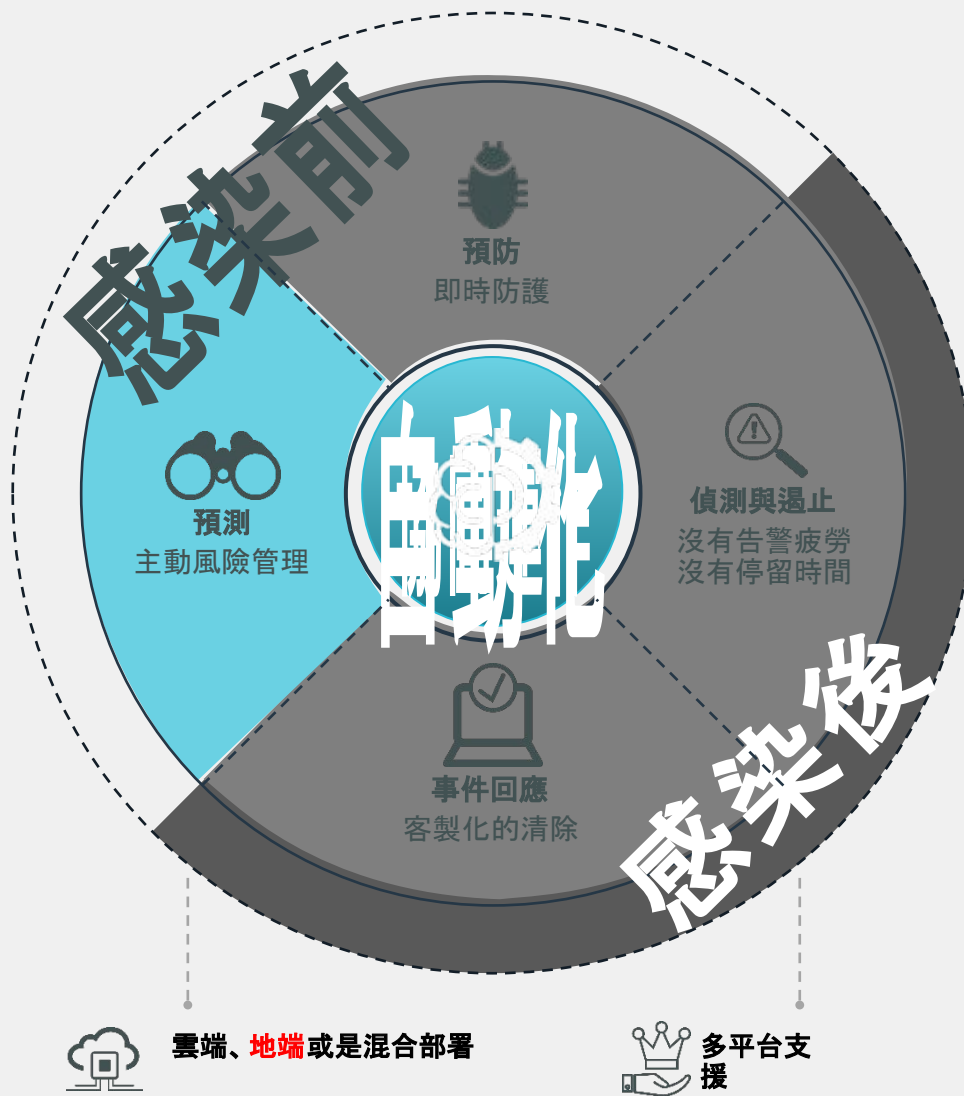 感染前
預防
即時防護
自動化
預測
主動風險管理
偵測與遏止
沒有告警疲勞
沒有停留時間
事件回應
客製化的清除
感染後
雲端、地端或是混合部署
多平台支
援